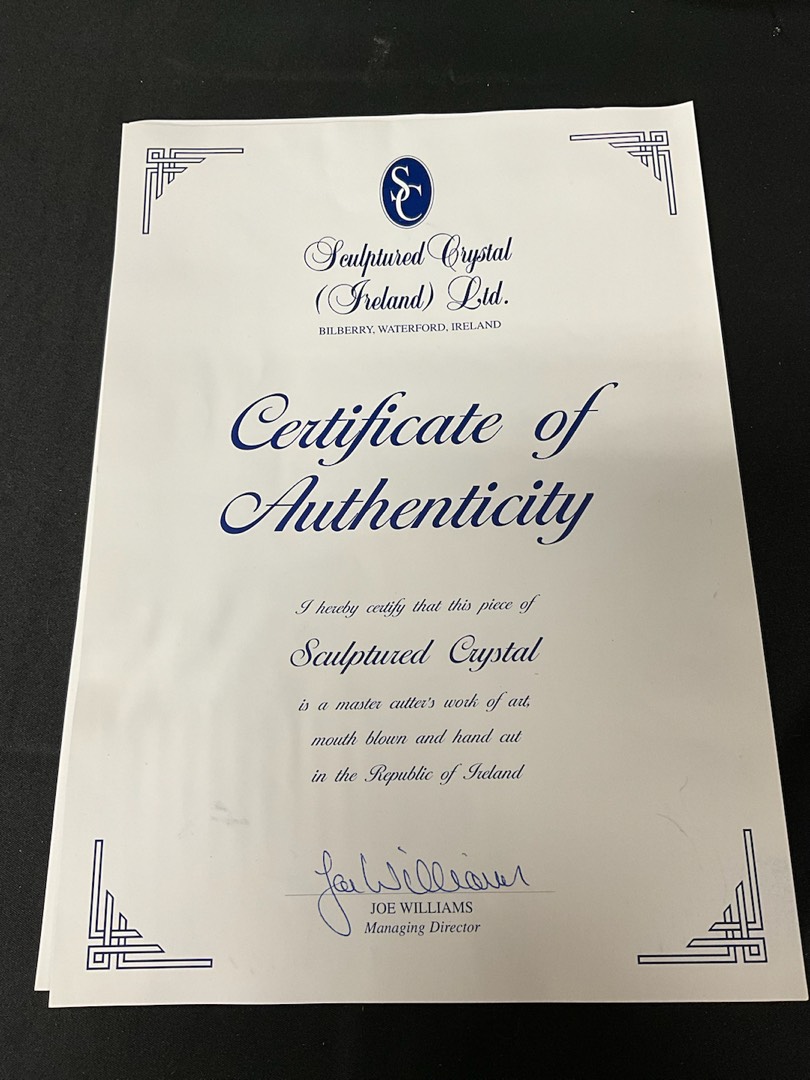 SC
Sculptured Crystal
(Ireland) Ltd.
BILBERRY, WATERFORD, IRELAND
Certificate of
Authenticity
I hereby certify that this piece of
Sculptured Crystal
is a master cutter's work of art,
mouth blown and hand cut
in the Republic of Ireland
Joe Williams
JOE WILLIAMS
Managing Director